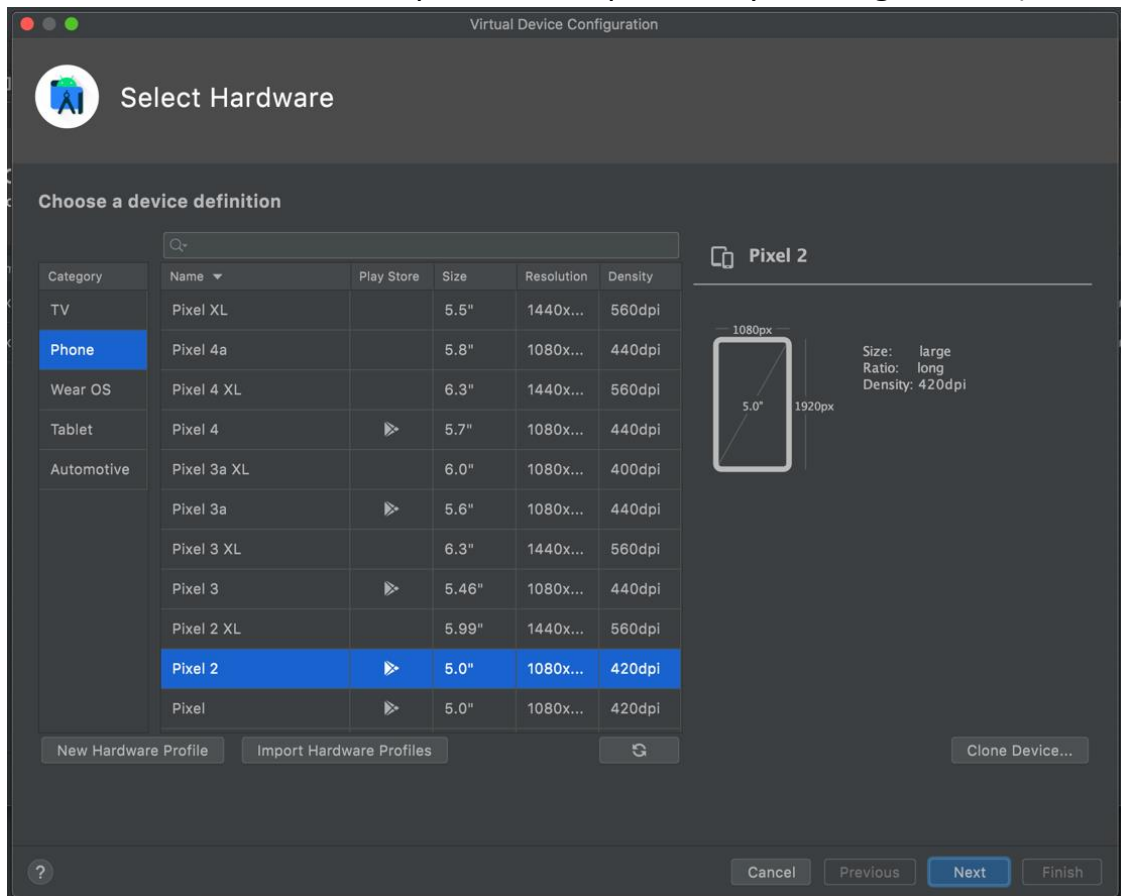 Virtual Device Configuration
Select Hardware
Choose a device definition
Category Name Play Store Size Resolution Density
TV
Phone
Wear OS
Tablet
Automotive
Pixel XL 5.5" 1440x... 560dpi
Pixel 4a 5.8" 1080x... 440dpi
Pixel 4 XL 6.3" 1440x... 560dpi
Pixel 4 5.7" 1080x... 440dpi
Pixel 3a XL 6.0" 1080x... 400dpi
Pixel 3a 5.6" 1080x... 440dpi
Pixel 3 XL 6.3" 1440x... 560dpi
Pixel 3 5.46" 1080x... 440dpi
Pixel 2 XL 5.99" 1440x... 560dpi
Pixel 2 5.0" 1080x... 420dpi
Pixel 5.0" 1080x... 420dpi
New Hardware Profile Import Hardware Profiles
Pixel 2
1080px
5.0" 1920px
Size: large
Ratio: long
Density: 420dpi
Clone Device...
? Cancel Previous Next Finish